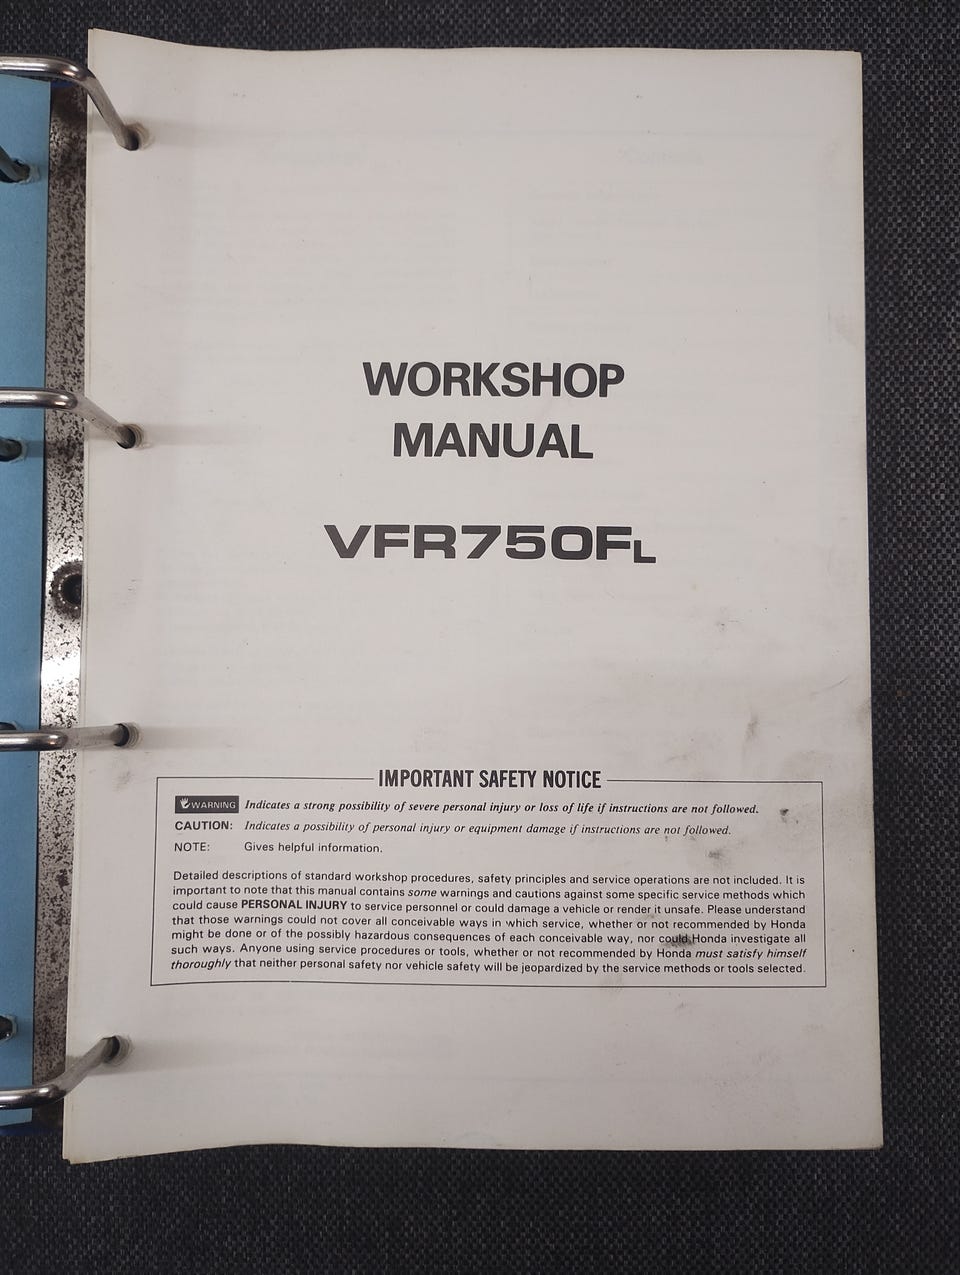 WORKSHOP
MANUAL
VFR750FL
IMPORTANT SAFETY NOTICE
WARNING Indicates a strong possibility of severe personal injury or loss of life if instructions are not followed.
CAUTION: Indicates a possibility of personal injury or equipment damage if instructions are not followed.
NOTE: Gives helpful information.
Detailed descriptions of standard workshop procedures, safety principles and service operations are not included. It is
important to note that this manual contains some warnings and cautions against some specific service methods which
could cause PERSONAL INJURY to service personnel or could damage a vehicle or render it unsafe. Please understand
that those warnings could not cover all conceivable ways in which service, whether or not recommended by Honda
might be done or of the possibly hazardous consequences of each conceivable way, nor could Honda investigate all
such ways. Anyone using service procedures or tools, whether or not recommended by Honda must satisfy himself
thoroughly that neither personal safety nor vehicle safety will be jeopardized by the service methods or tools selected.